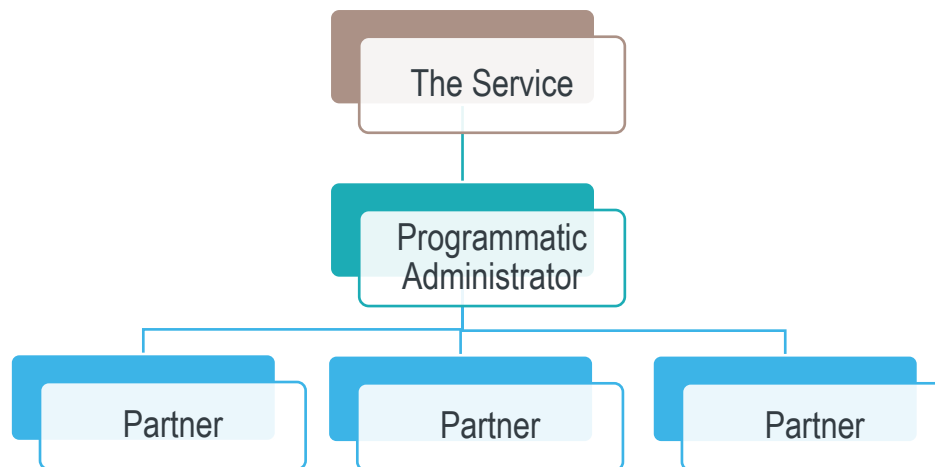 The Service
Programmatic
Administrator
Partner
Partner
Partner